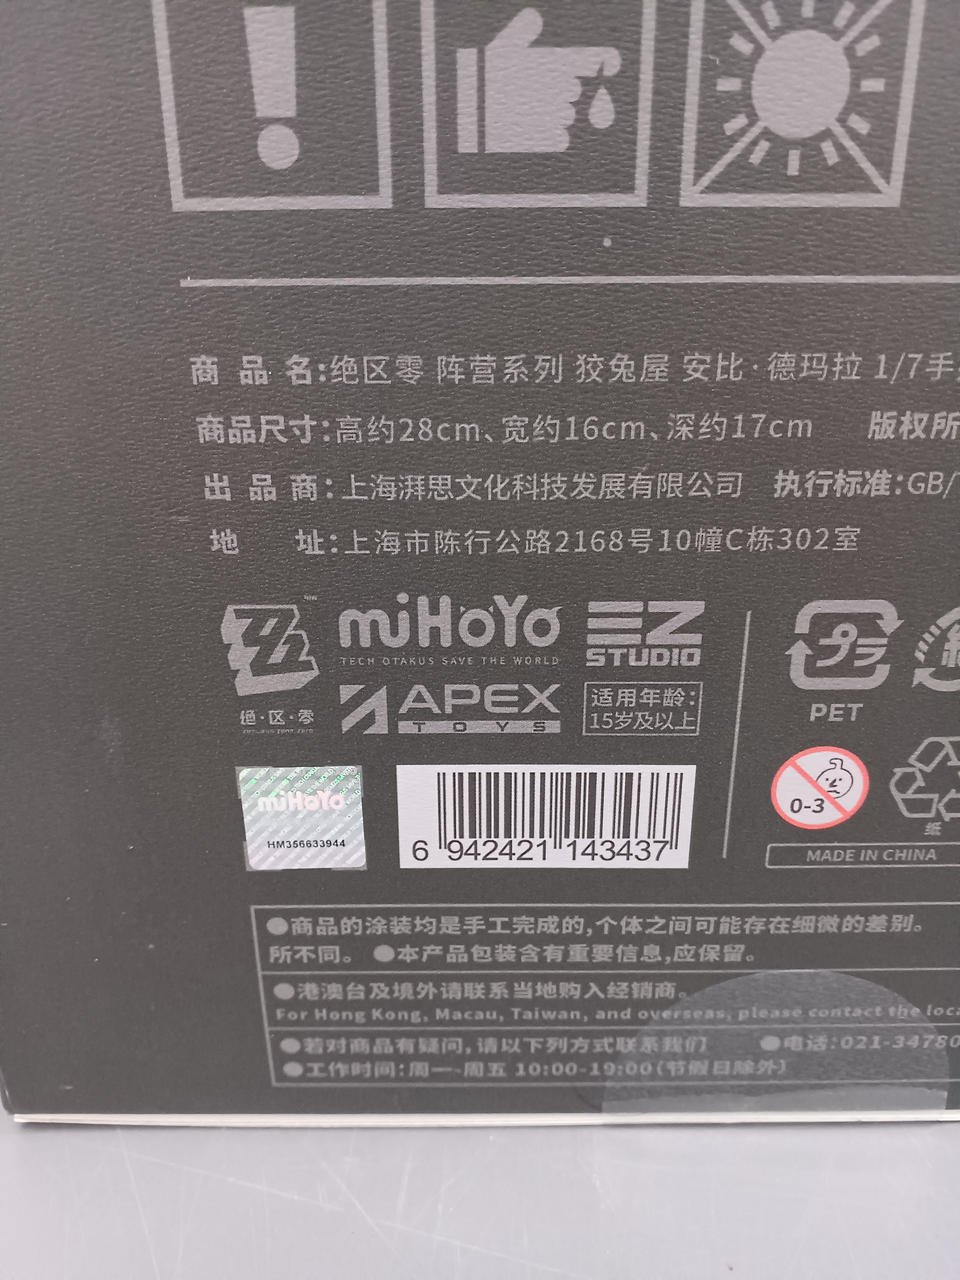 商品名:绝区零 阵营系列 狡兔屋 安比·德玛拉 1/7手
商品尺寸:高约28cm、宽约16cm、深约17cm 版权所
出品商:上海湃思文化科技发展有限公司 执行标准:GB/
地址:上海市陈行公路2168号10幢C栋302室
miHoYo
TECH OTAKUS SAVE THE WORLD
EZ
STUDIO
绝·区·零
APEX
TOYS
适用年龄:
15岁及以上
PET
プラ
miHoYo
HM356633944
6 942421 143437
0-3
纸
MADE IN CHINA
●商品的涂装均是手工完成的,个体之间可能存在细微的差别。
所不同。 ●本产品包装含有重要信息,应保留。
●港澳台及境外请联系当地购入经销商。
For Hong Kong, Macau, Taiwan, and overseas, please contact the loca
●若对商品有疑问,请以下列方式联系我们 ●电话:021-34780
●工作时间:周一-周五 10:00-19:00(节假日除外)